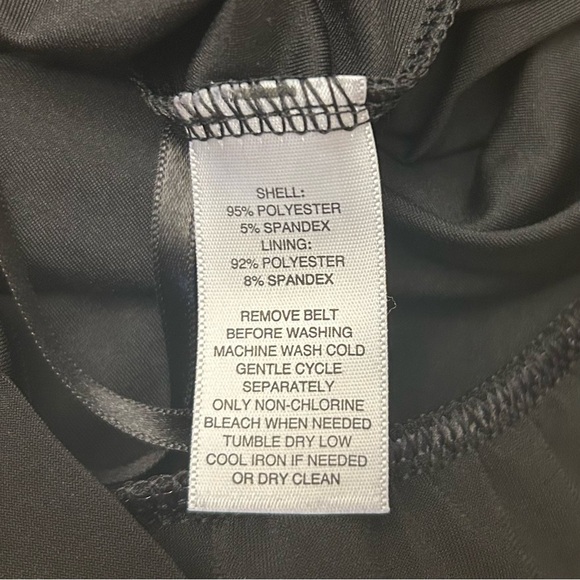 SHELL:
95% POLYESTER
5% SPANDEX
LINING:
92% POLYESTER
8% SPANDEX
REMOVE BELT
BEFORE WASHING
MACHINE WASH COLD
GENTLE CYCLE
SEPARATELY
ONLY NON-CHLORINE
BLEACH WHEN NEEDED
TUMBLE DRY LOW
COOL IRON IF NEEDED
OR DRY CLEAN